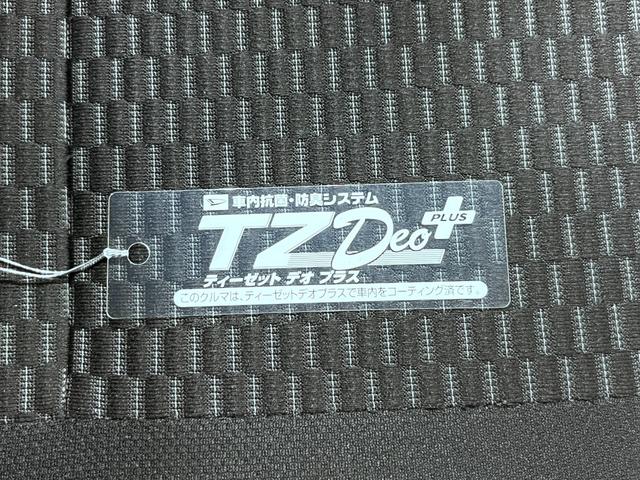 車内抗菌・防臭システム
TZ Deo PLUS
ティーゼット デオ プラス
このクルマは、ティーゼットデオプラスで車内をコーティング済です。